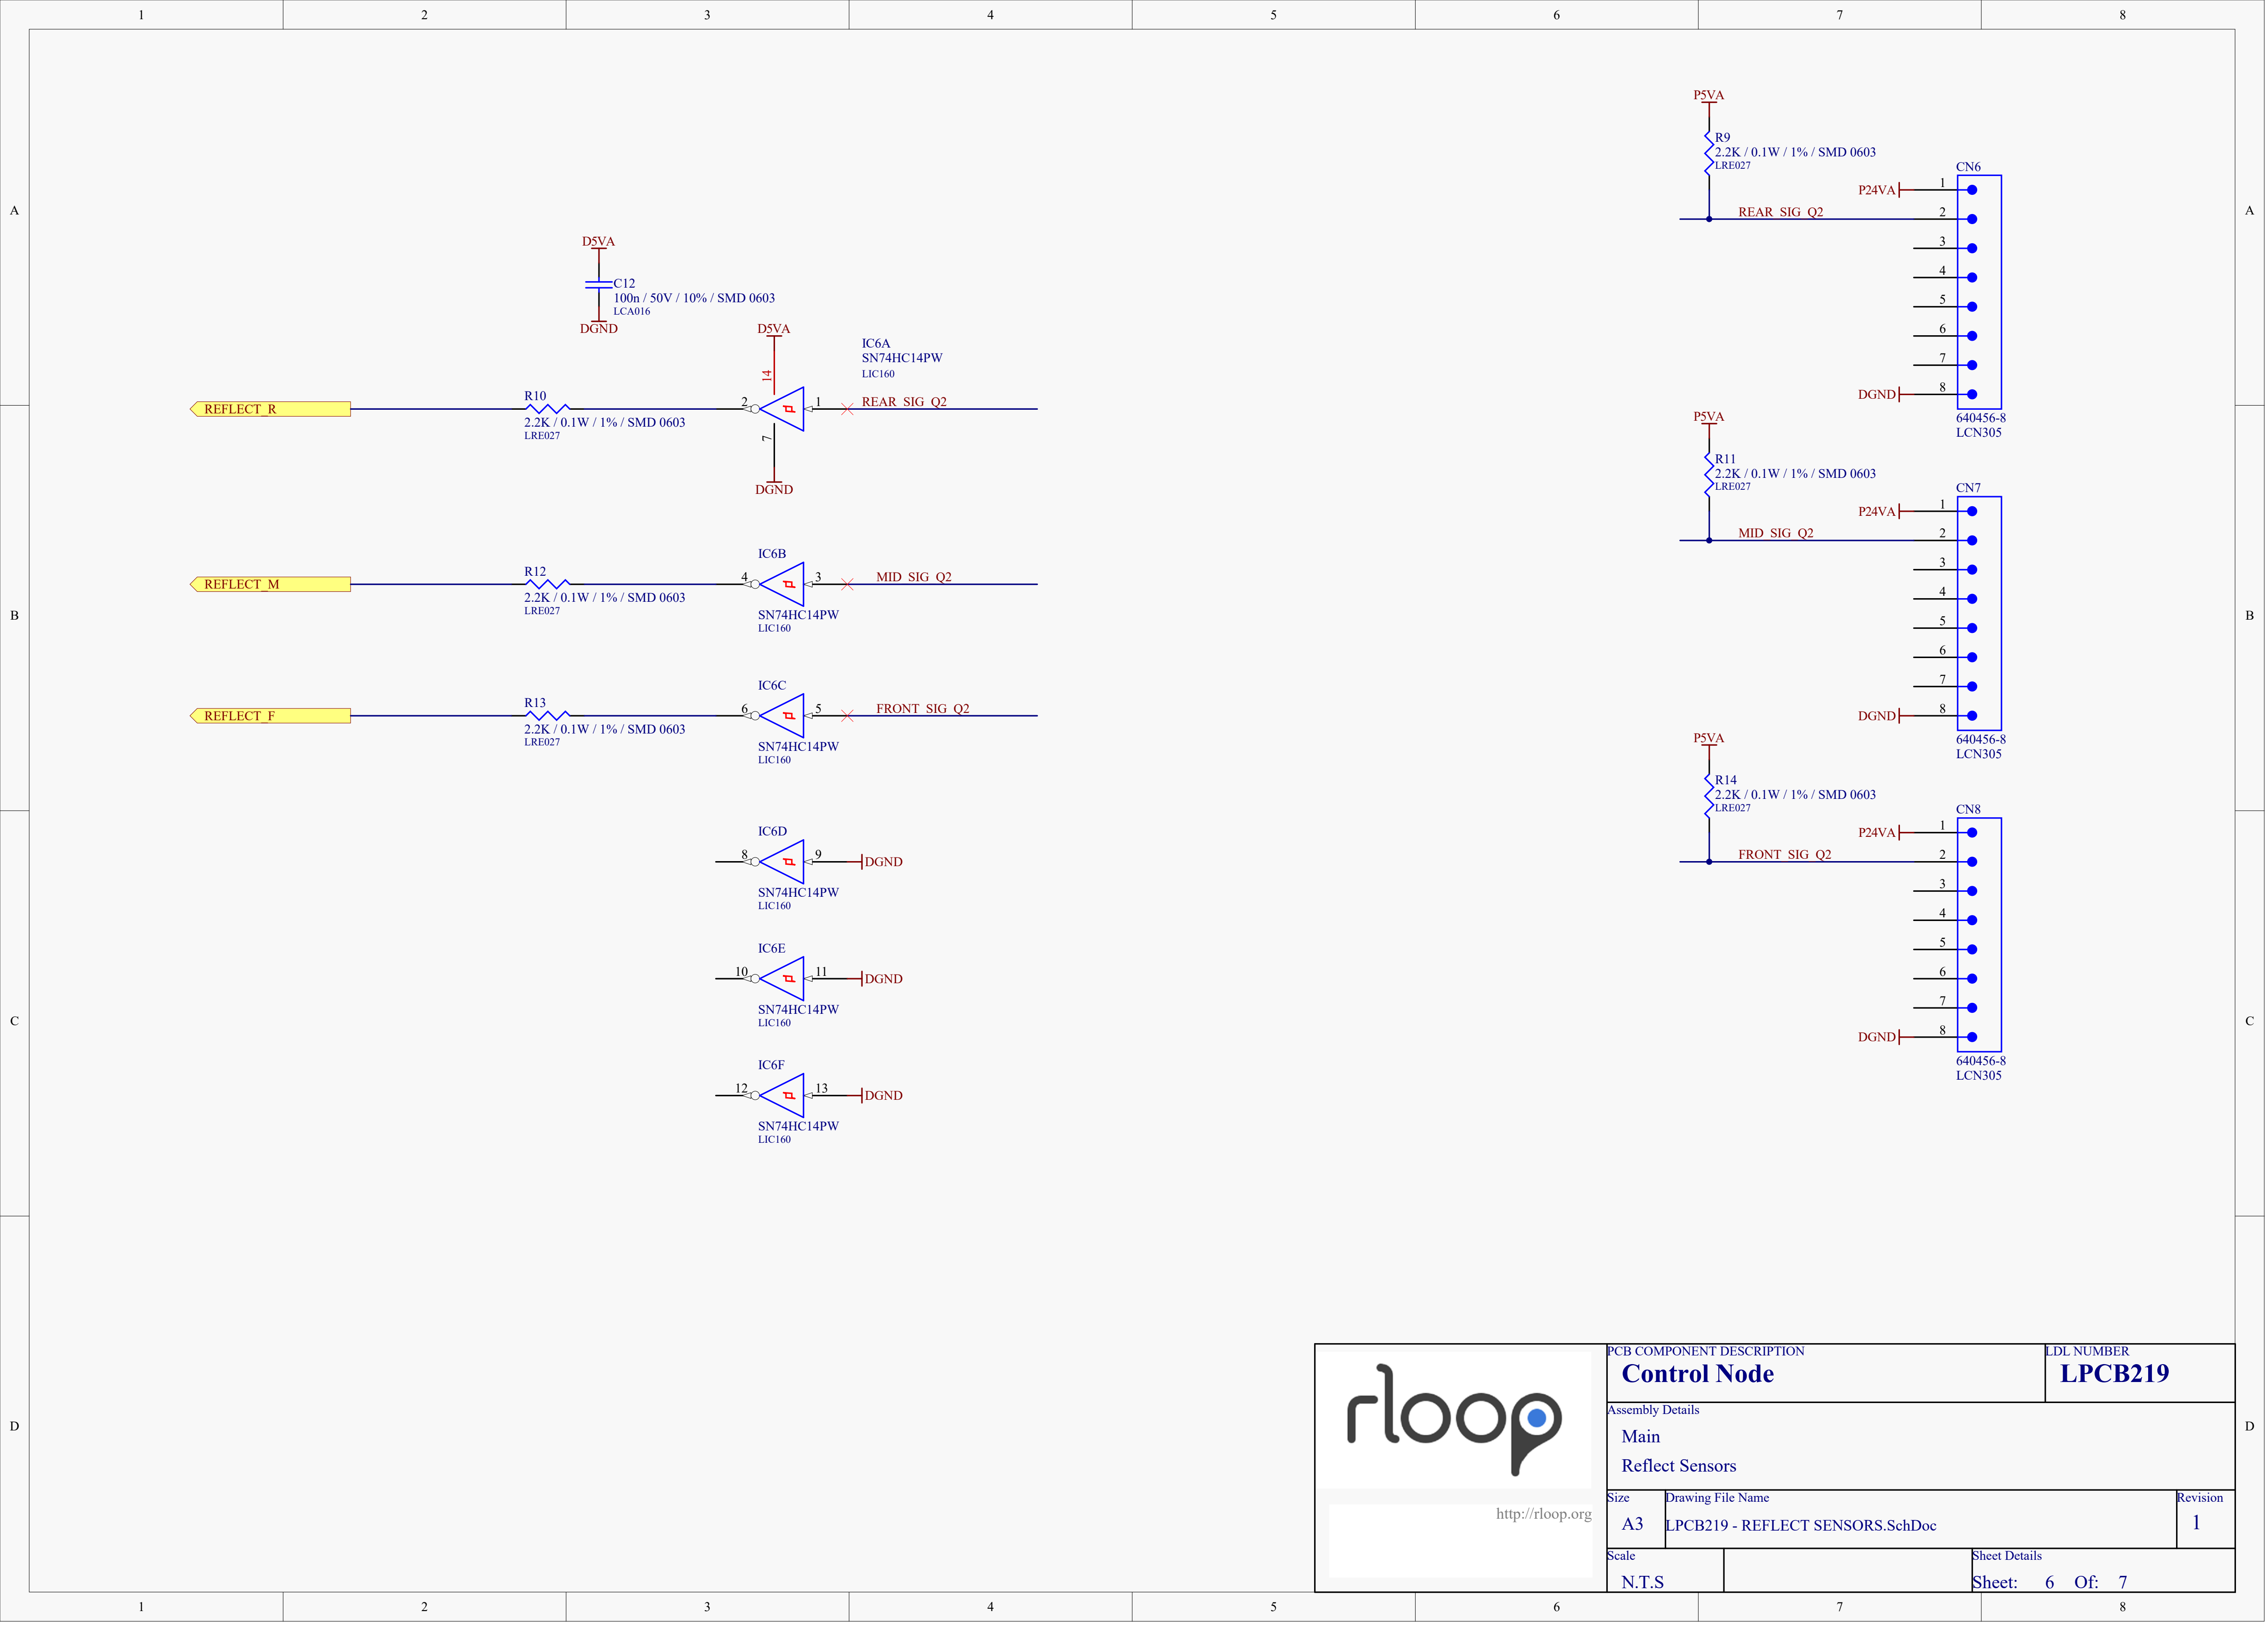 1 2 3 4 5 6 7 8
A
A
B
B
C
C
D
D
D5VA
C12
100n / 50V / 10% / SMD 0603
LCA016
DGND
D5VA
IC6A
SN74HC14PW
LIC160
14
REFLECT_R
R10
2.2K / 0.1W / 1% / SMD 0603
LRE027
2
1
REAR_SIG_Q2
7
DGND
REFLECT_M
R12
2.2K / 0.1W / 1% / SMD 0603
LRE027
IC6B
4
3
MID_SIG_Q2
SN74HC14PW
LIC160
REFLECT_F
R13
2.2K / 0.1W / 1% / SMD 0603
LRE027
IC6C
6
5
FRONT_SIG_Q2
SN74HC14PW
LIC160
IC6D
8
9
DGND
SN74HC14PW
LIC160
IC6E
10
11
DGND
SN74HC14PW
LIC160
IC6F
12
13
DGND
SN74HC14PW
LIC160
P5VA
R9
2.2K / 0.1W / 1% / SMD 0603
LRE027
CN6
P24VA
1
REAR_SIG_Q2
2
3
4
5
6
7
DGND
8
640456-8
LCN305
P5VA
R11
2.2K / 0.1W / 1% / SMD 0603
LRE027
CN7
P24VA
1
MID_SIG_Q2
2
3
4
5
6
7
DGND
8
640456-8
LCN305
P5VA
R14
2.2K / 0.1W / 1% / SMD 0603
LRE027
CN8
P24VA
1
FRONT_SIG_Q2
2
3
4
5
6
7
DGND
8
640456-8
LCN305
rloop
http://rloop.org
PCB COMPONENT DESCRIPTION
Control Node
LDL NUMBER
LPCB219
Assembly Details
Main
Reflect Sensors
Size
A3
Drawing File Name
LPCB219 - REFLECT SENSORS.SchDoc
Revision
1
Scale
N.T.S
Sheet Details
Sheet: 6 Of: 7
1 2 3 4 5 6 7 8